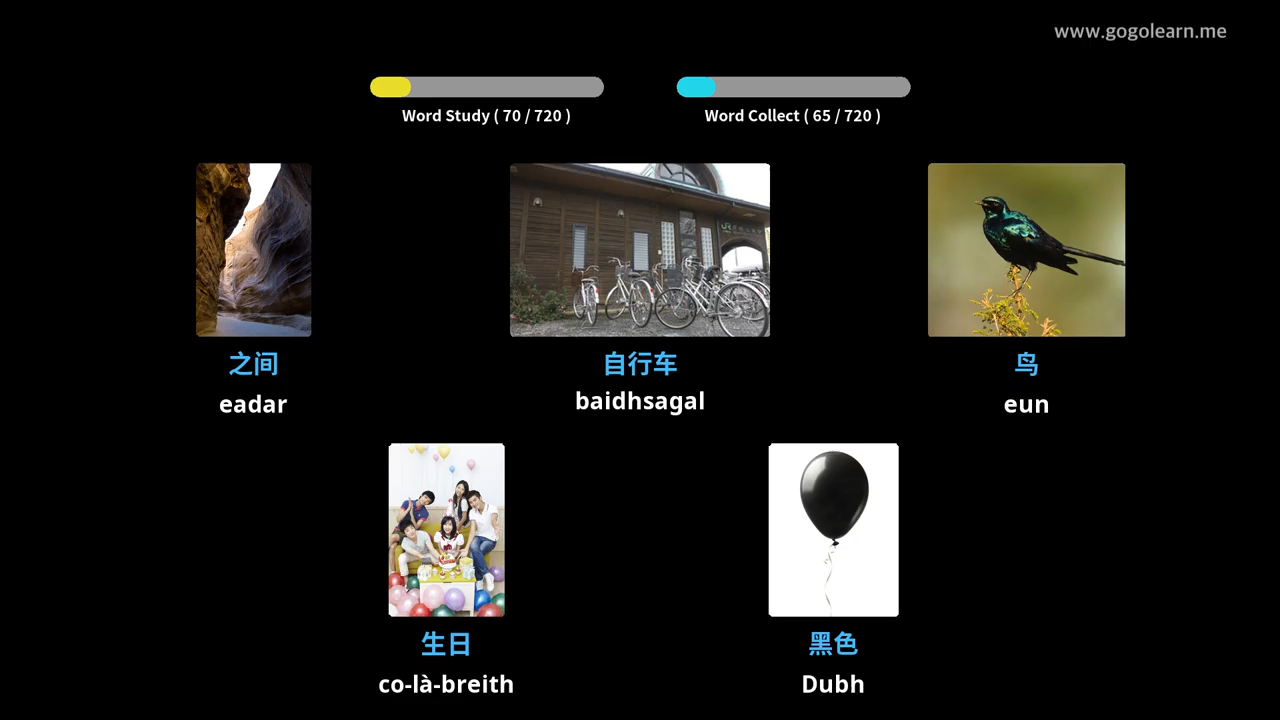 www.gogolearn.me
Word Study ( 70 / 720 )
Word Collect ( 65 / 720 )
之间
自行车
鸟
eadar
baidhsagal
eun
生日
黑色
co-là-breith
Dubh